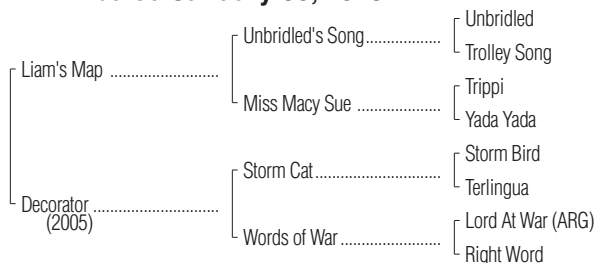 Unbridled
Unbridled's Song
Trolley Song
Liam's Map
Trippi
Miss Macy Sue
Yada Yada
Storm Bird
Storm Cat
Terlingua
Decorator
(2005)
Lord At War (ARG)
Words of War
Right Word